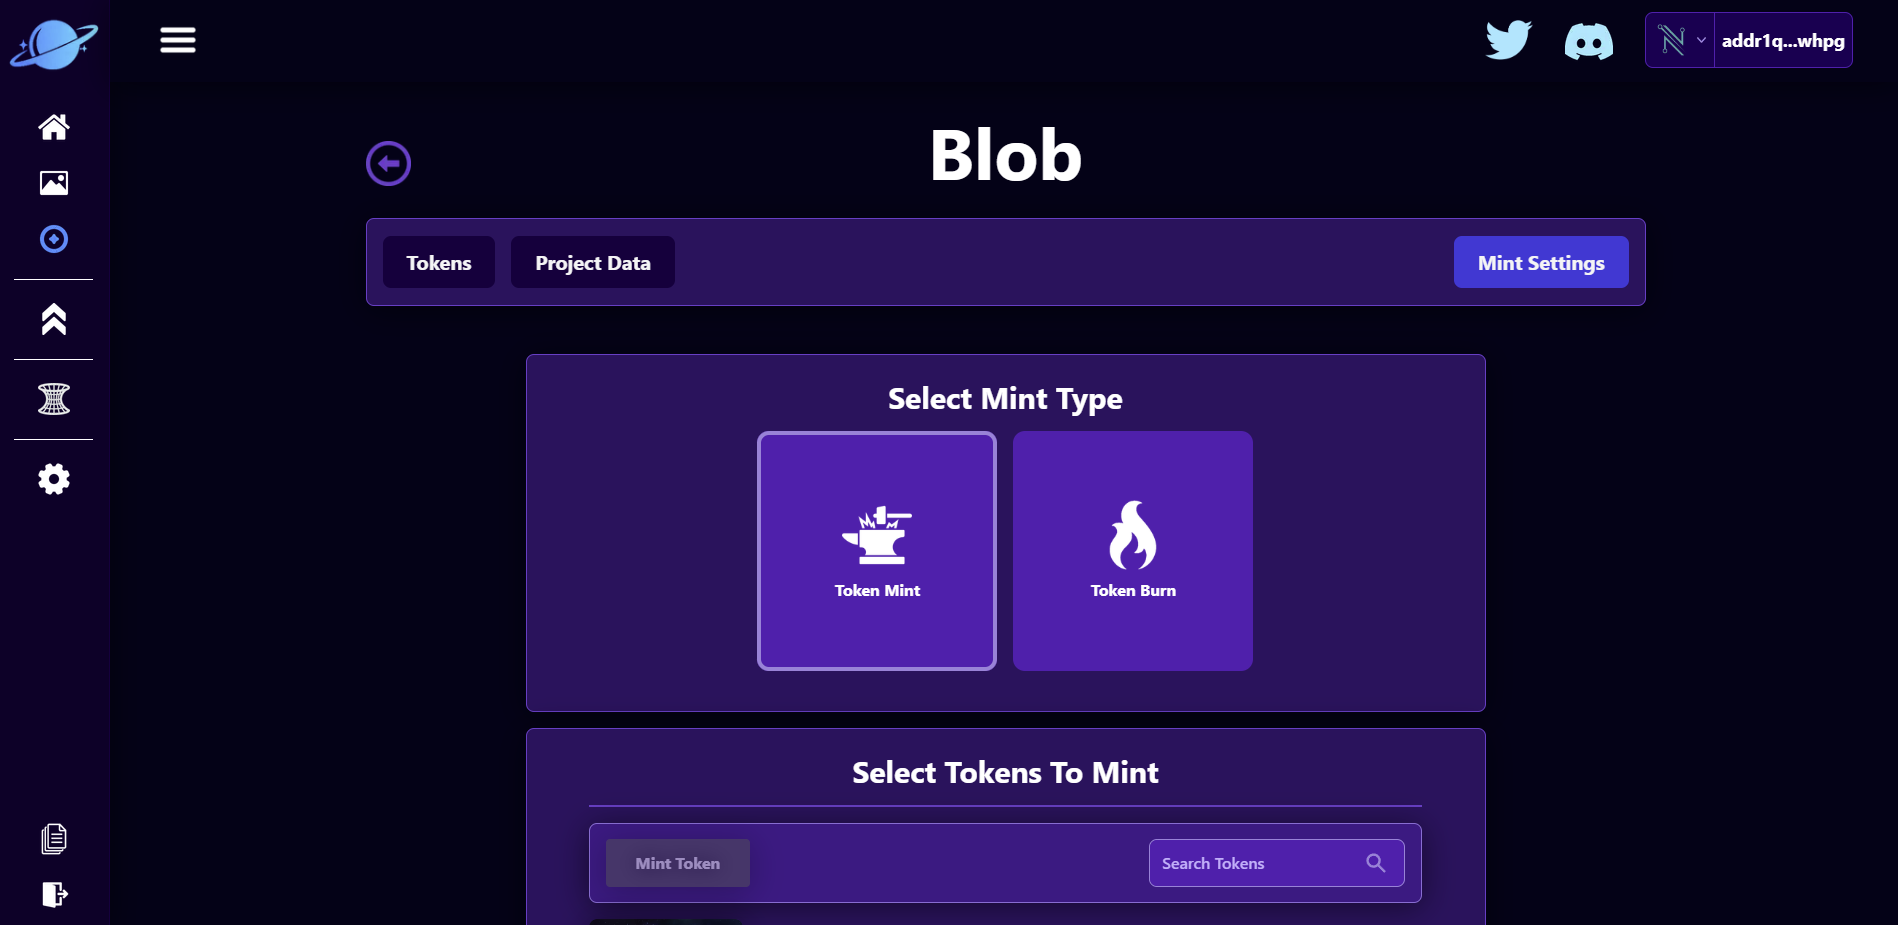 addr1q...whpg
Blob
Tokens
Project Data
Mint Settings
Select Mint Type
Token Mint
Token Burn
Select Tokens To Mint
Mint Token
Search Tokens